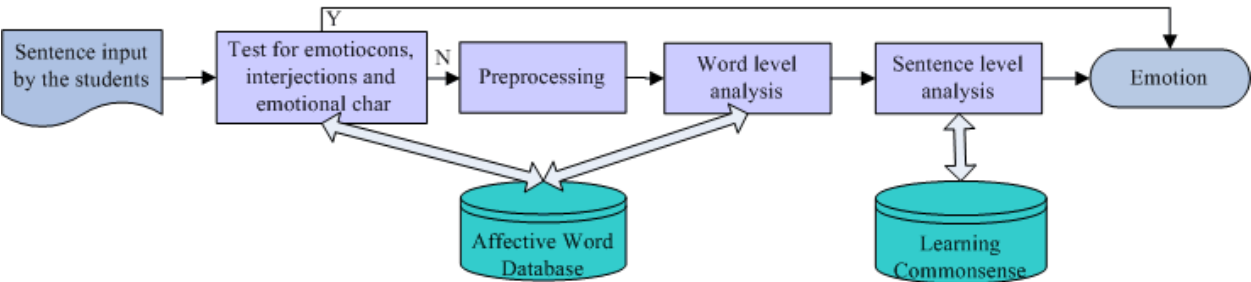 Y
Sentence input
by the students
Test for emotiocons,
interjections and
emotional char
N
Preprocessing
Word level
analysis
Sentence level
analysis
Emotion
Affective Word
Database
Learning
Commonsense